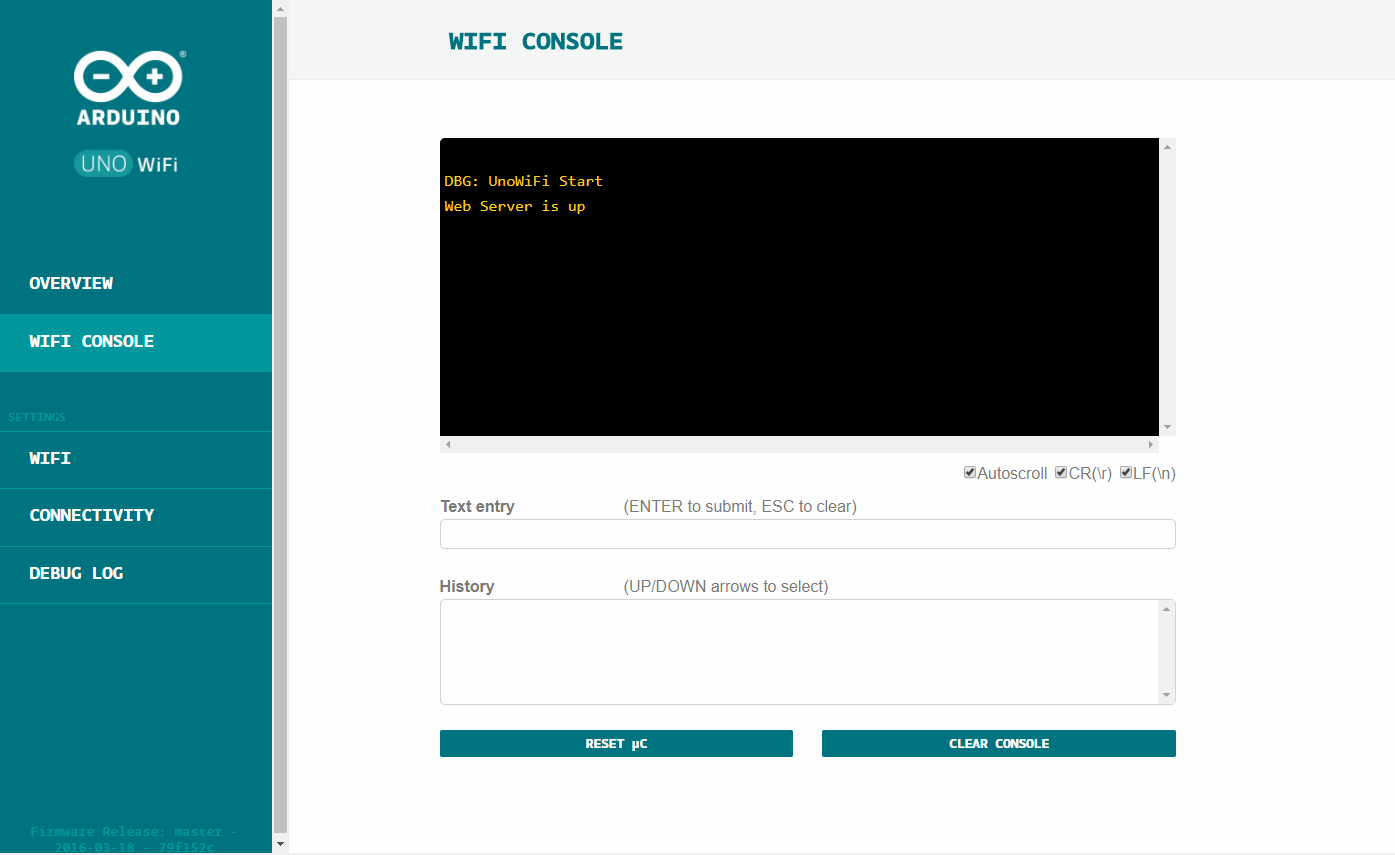 ARDUINO
UNO WiFi
OVERVIEW
WIFI CONSOLE
SETTINGS
WIFI
CONNECTIVITY
DEBUG LOG
Firmware Release: master -
2016-03-18 - 79f152c
WIFI CONSOLE
DBG: UnoWiFi Start
Web Server is up
Autoscroll CR(\r) LF(\n)
Text entry (ENTER to submit, ESC to clear)
History (UP/DOWN arrows to select)
RESET µC CLEAR CONSOLE